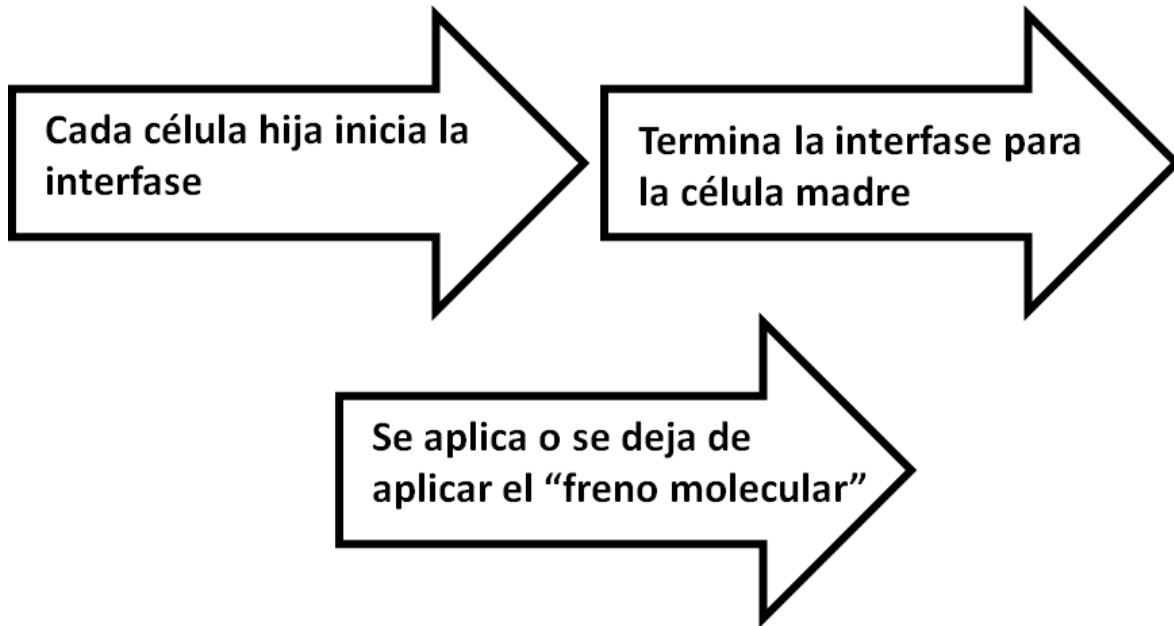 Cada célula hija inicia la
interfase
Termina la interfase para
la célula madre
Se aplica o se deja de
aplicar el “freno molecular”